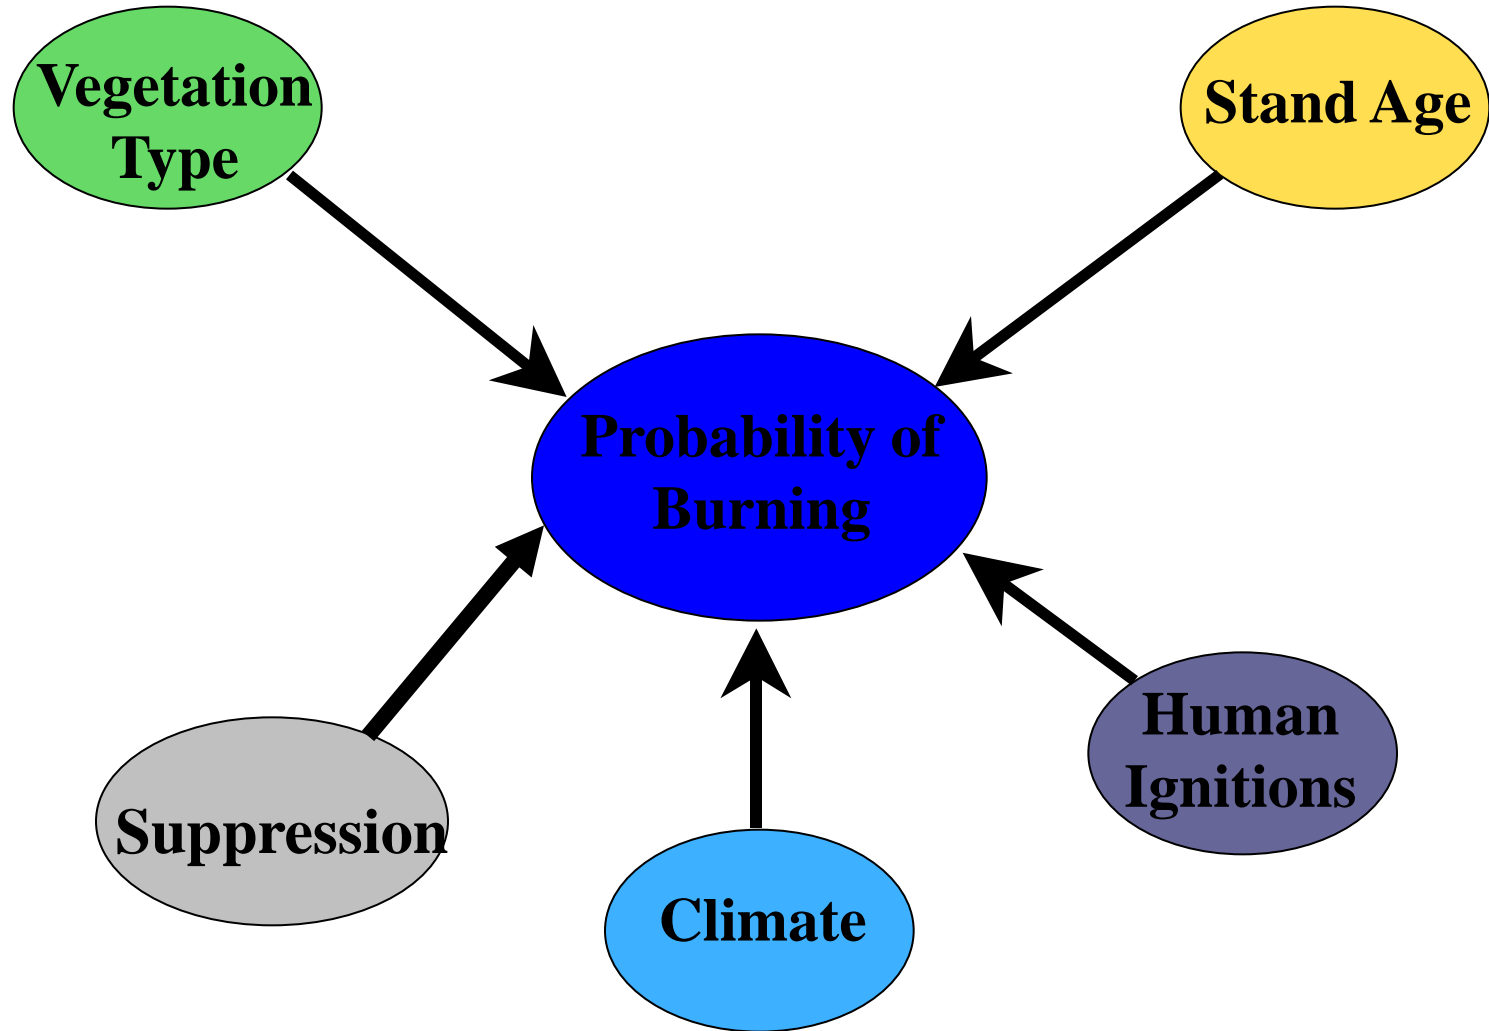 Vegetation
Type
Stand Age
Probability of
Burning
Suppression
Climate
Human
Ignitions